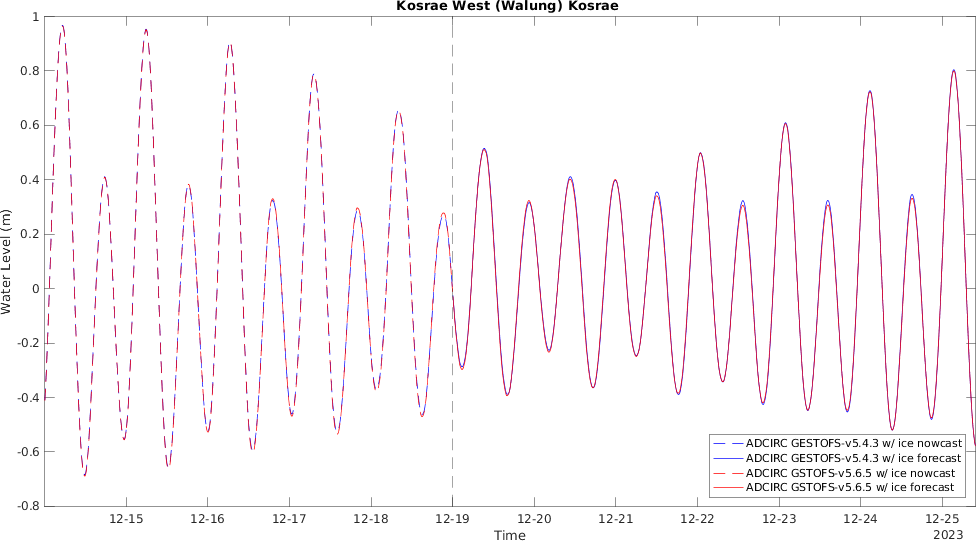 Kosrae West (Walung) Kosrae
1
0.8
0.6
0.4
0.2
0
-0.2
-0.4
-0.6
-0.8
Water Level (m)
12-15 12-16 12-17 12-18 12-19 12-20 12-21 12-22 12-23 12-24 12-25
2023
Time
ADCIRC GESTOFS-v5.4.3 w/ ice nowcast
ADCIRC GESTOFS-v5.4.3 w/ ice forecast
ADCIRC GSTOFS-v5.6.5 w/ ice nowcast
ADCIRC GSTOFS-v5.6.5 w/ ice forecast